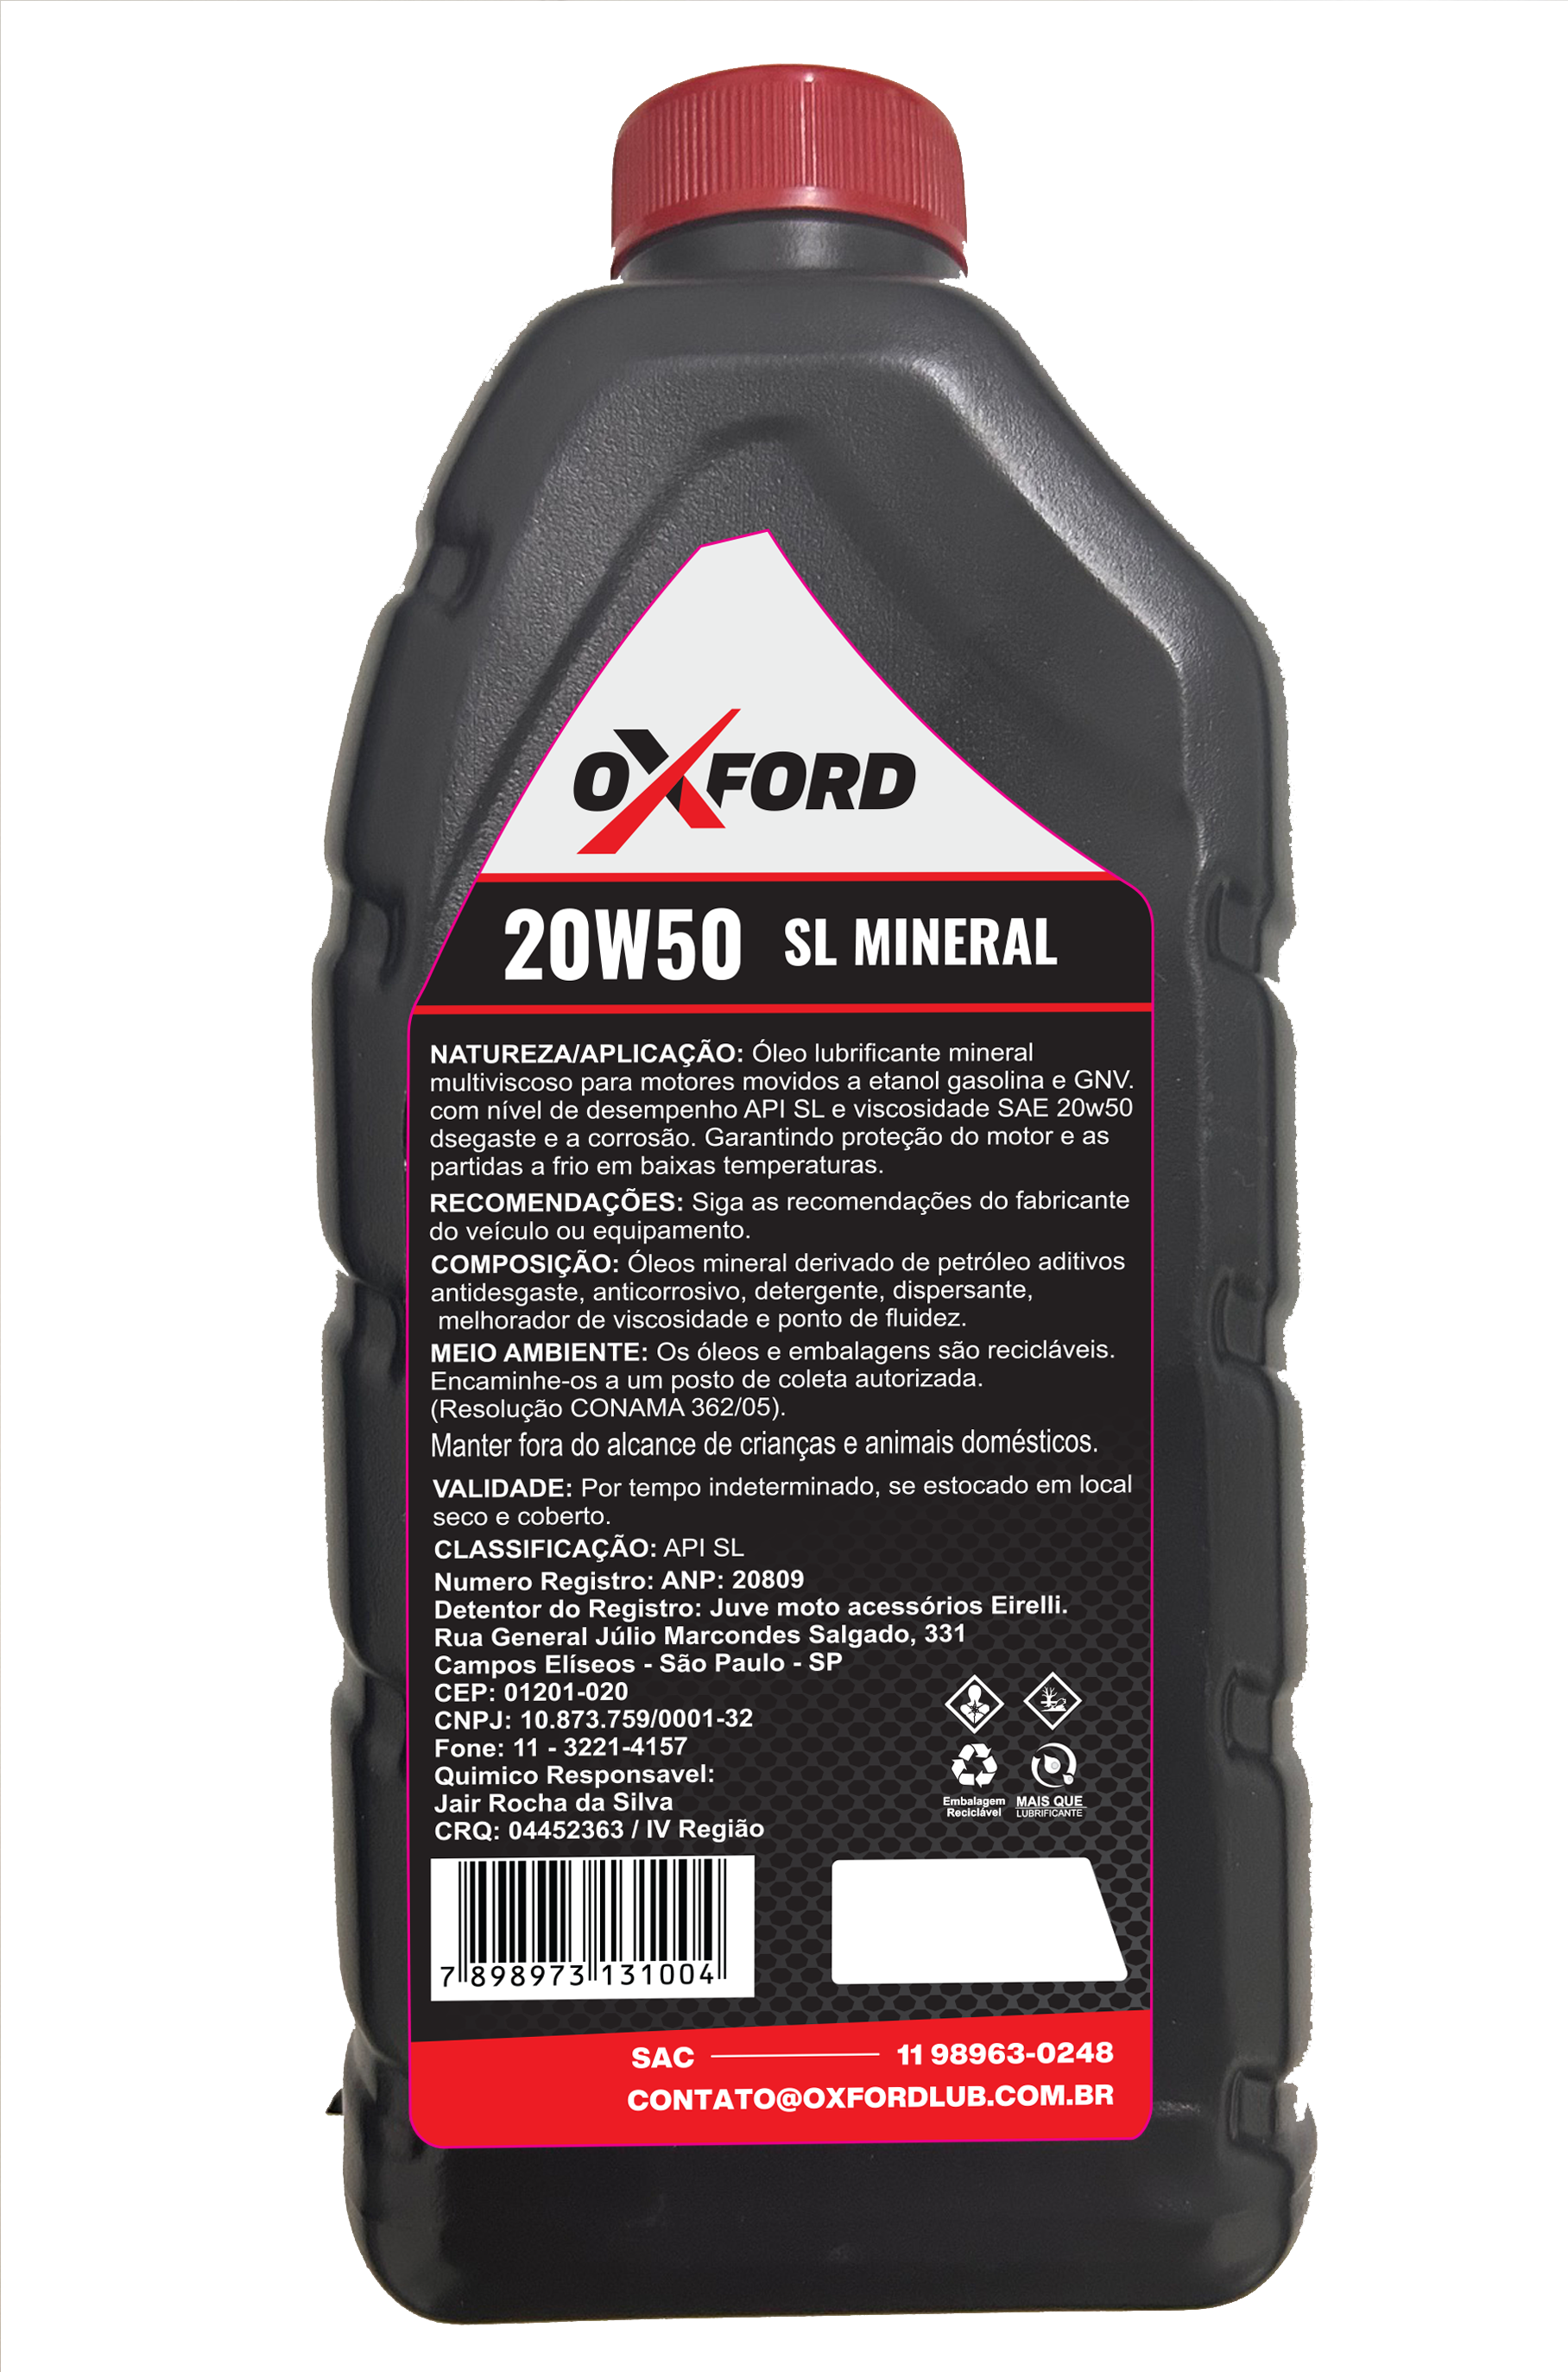 OXFORD
20W50 SL MINERAL
NATUREZA/APLICAÇÃO: Óleo lubrificante mineral
multiviscoso para motores movidos a etanol gasolina e GNV.
com nível de desempenho API SL e viscosidade SAE 20w50
dsegaste e a corrosão. Garantindo proteção do motor e as
partidas a frio em baixas temperaturas.
RECOMENDAÇÕES: Siga as recomendações do fabricante
do veículo ou equipamento.
COMPOSIÇÃO: Óleos mineral derivado de petróleo aditivos
antidesgaste, anticorrosivo, detergente, dispersante,
melhorador de viscosidade e ponto de fluidez.
MEIO AMBIENTE: Os óleos e embalagens são recicláveis.
Encaminhe-os a um posto de coleta autorizada.
(Resolução CONAMA 362/05).
Manter fora do alcance de crianças e animais domésticos.
VALIDADE: Por tempo indeterminado, se estocado em local
seco e coberto.
CLASSIFICAÇÃO: API SL
Numero Registro: ANP: 20809
Detentor do Registro: Juve moto acessórios Eirelli.
Rua General Júlio Marcondes Salgado, 331
Campos Elíseos - São Paulo - SP
CEP: 01201-020
CNPJ: 10.873.759/0001-32
Fone: 11 - 3221-4157
Quimico Responsavel:
Jair Rocha da Silva
CRQ: 04452363 / IV Região
Embalagem
Reciclável
MAIS QUE
LUBRIFICANTE
7 898973 131004
SAC 11 98963-0248
CONTATO@OXFORDLUB.COM.BR